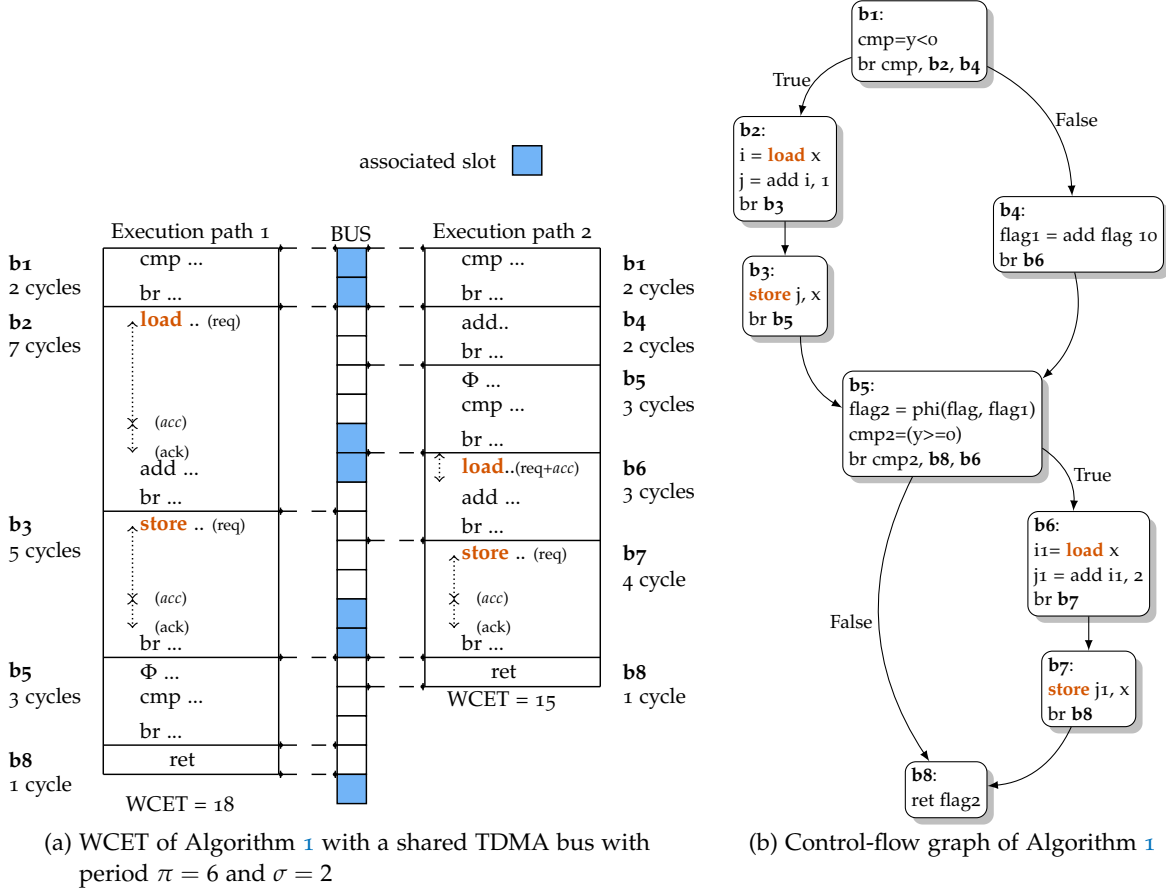 associated slot
Execution path 1
BUS
Execution path 2
b1
2 cycles
cmp ...
br ...
cmp ...
br ...
b1
2 cycles
b2
7 cycles
load .. (req)
(acc)
(ack)
add ...
br ...
add..
br ...
b4
2 cycles
Φ ...
cmp ...
br ...
b5
3 cycles
load..(req+acc)
add ...
br ...
b6
3 cycles
b3
5 cycles
store .. (req)
(acc)
(ack)
br ...
store .. (req)
(acc)
(ack)
br ...
b7
4 cycle
b5
3 cycles
Φ ...
cmp ...
br ...
ret
b8
1 cycle
WCET = 15
b8
1 cycle
ret
WCET = 18
(a) WCET of Algorithm 1 with a shared TDMA bus with
period π = 6 and σ = 2
b1:
cmp=y<0
br cmp, b2, b4
True
False
b2:
i = load x
j = add i, 1
br b3
b4:
flag1 = add flag 10
br b6
b3:
store j, x
br b5
b5:
flag2 = phi(flag, flag1)
cmp2=(y>=0)
br cmp2, b8, b6
True
False
b6:
i1= load x
j1 = add i1, 2
br b7
b7:
store j1, x
br b8
b8:
ret flag2
(b) Control-flow graph of Algorithm 1